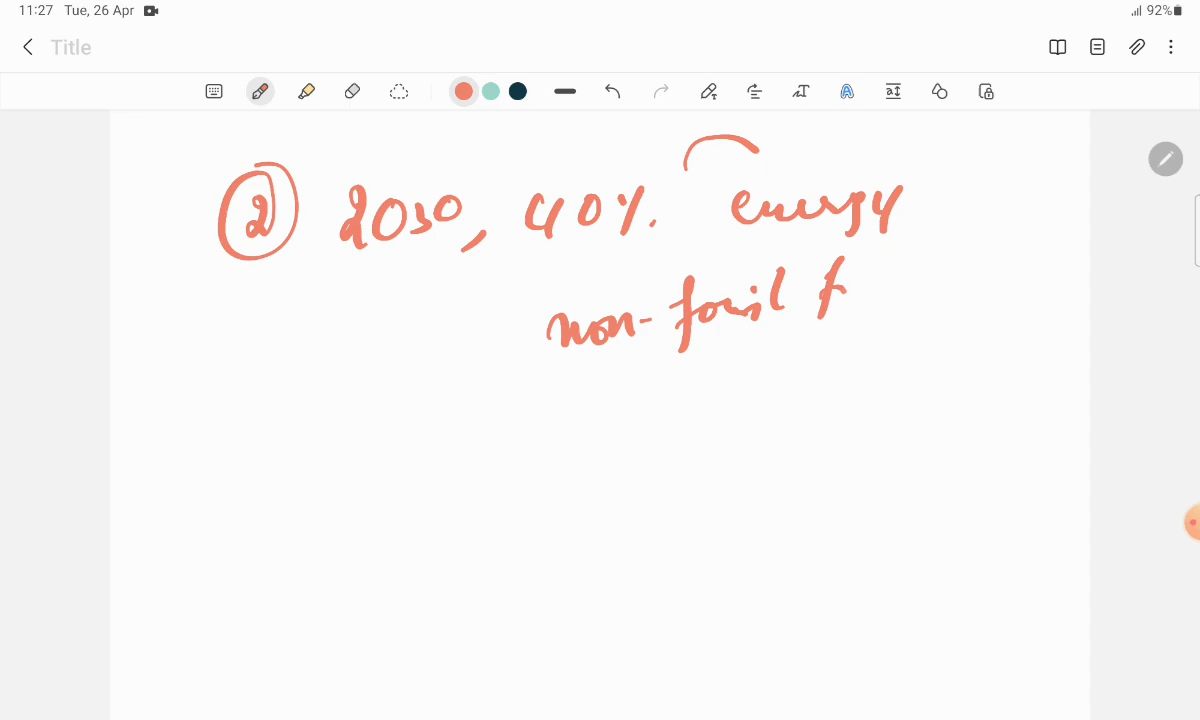 11:27 Tue, 26 Apr 92%
Title
② 2030, 40% energy
non-fossil f